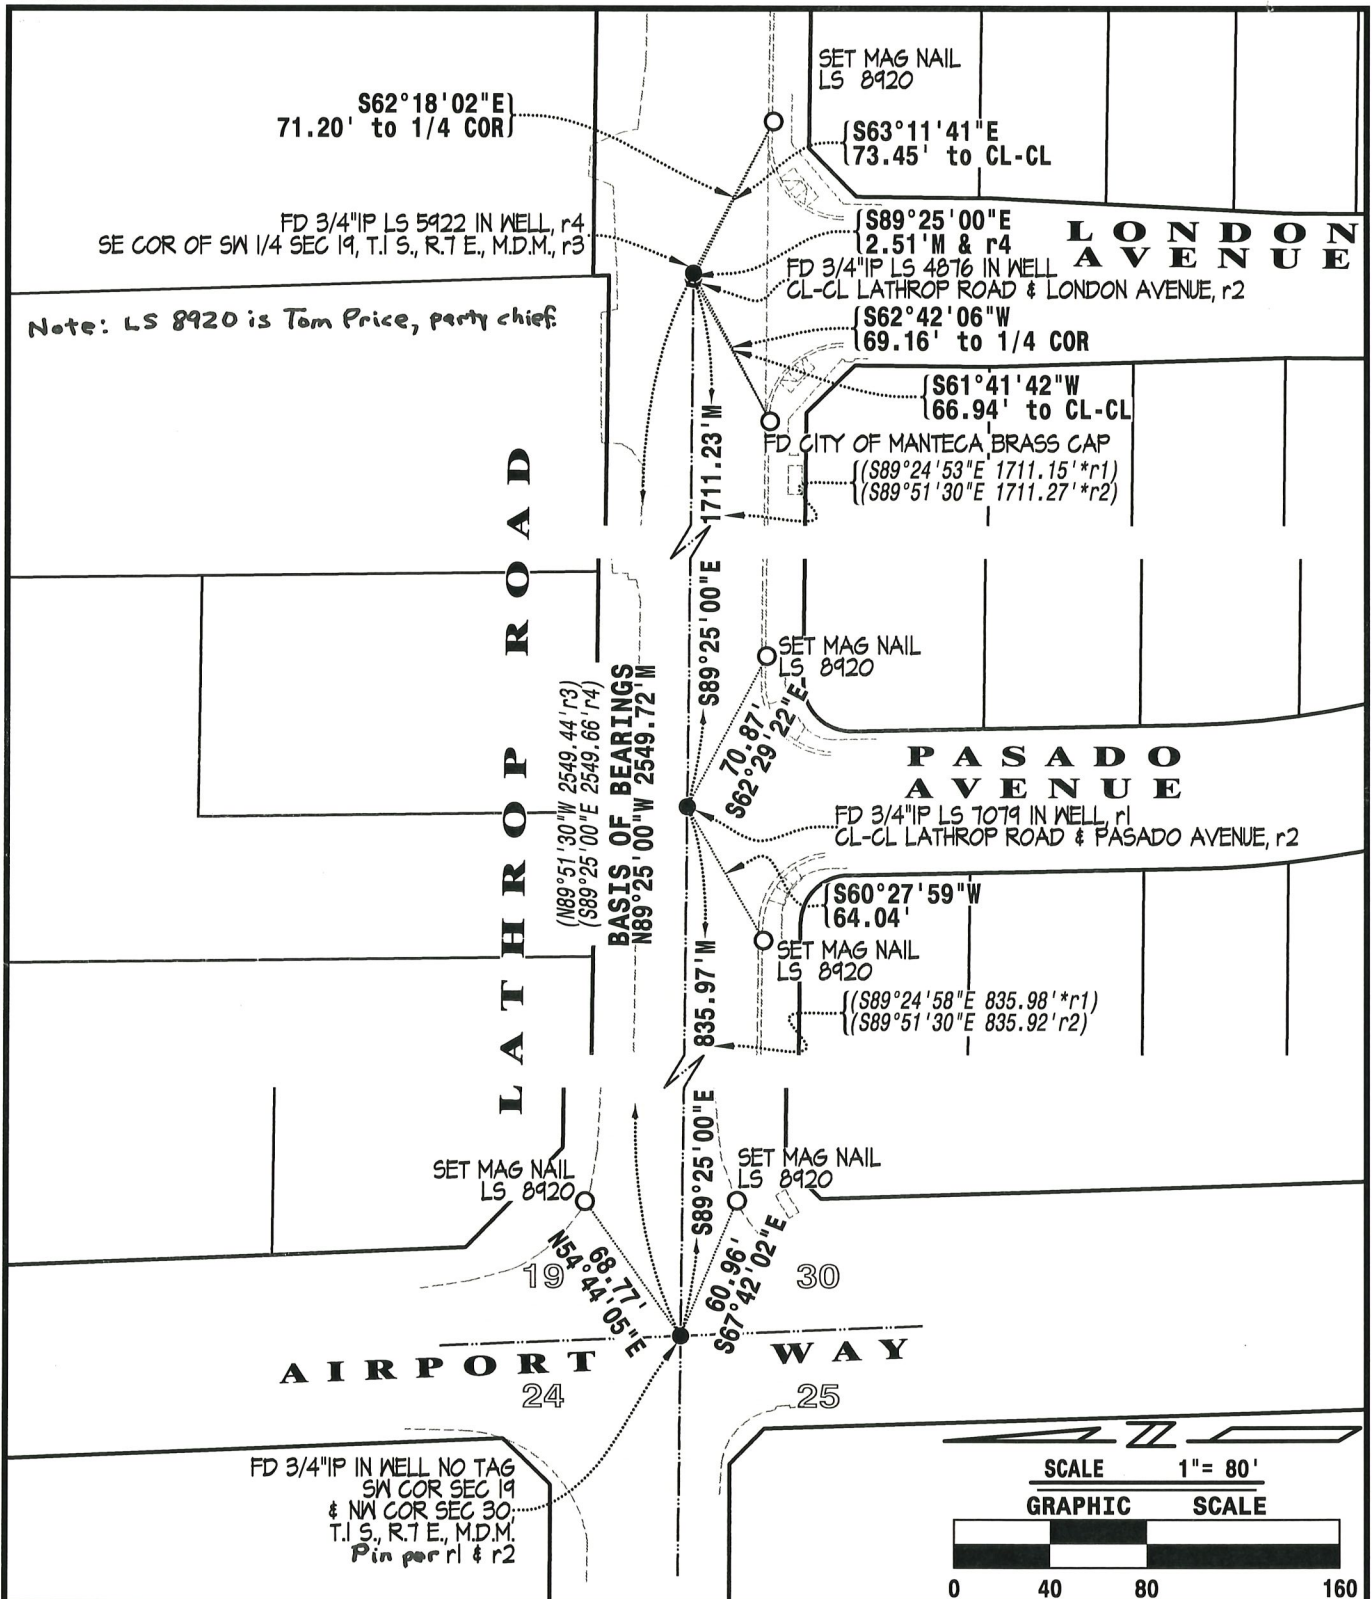 SET MAG NAIL
LS 8920
S62°18'02"E
71.20' to 1/4 COR
S63°11'41"E
73.45' to CL-CL
FD 3/4"IP LS 5922 IN WELL, r4
SE COR OF SW 1/4 SEC 19, T.1 S., R.7 E., M.D.M., r3
S89°25'00"E
2.51'M & r4
LONDON
AVENUE
FD 3/4"IP LS 4876 IN WELL
CL-CL LATHROP ROAD & LONDON AVENUE, r2
Note: LS 8920 is Tom Price, party chief.
S62°42'06"W
69.16' to 1/4 COR
S61°41'42"W
66.94' to CL-CL
FD CITY OF MANTECA BRASS CAP
(S89°24'53"E 1711.15'*r1)
(S89°51'30"E 1711.27'*r2)
1711.23'M
S89°25'00"E
LATHROP ROAD
SET MAG NAIL
LS 8920
70.87'
S62°29'22"E
(N89°51'30"W 2549.44'r3)
(S89°25'00"E 2549.66'r4)
BASIS OF BEARINGS
N89°25'00"W 2549.72'M
PASADO
AVENUE
FD 3/4"IP LS 7079 IN WELL, r1
CL-CL LATHROP ROAD & PASADO AVENUE, r2
S60°27'59"W
64.04'
SET MAG NAIL
LS 8920
(S89°24'58"E 835.98'*r1)
(S89°51'30"E 835.92'r2)
835.97'M
S89°25'00"E
SET MAG NAIL
LS 8920
SET MAG NAIL
LS 8920
68.77'
N54°44'05"E
60.96'
S67°42'02"E
19
30
AIRPORT WAY
24
25
FD 3/4"IP IN WELL NO TAG
SW COR SEC 19
& NW COR SEC 30,
T.1 S., R.7 E., M.D.M.
Pin per r1 & r2
Z
SCALE 1"= 80'
GRAPHIC SCALE
0 40 80 160